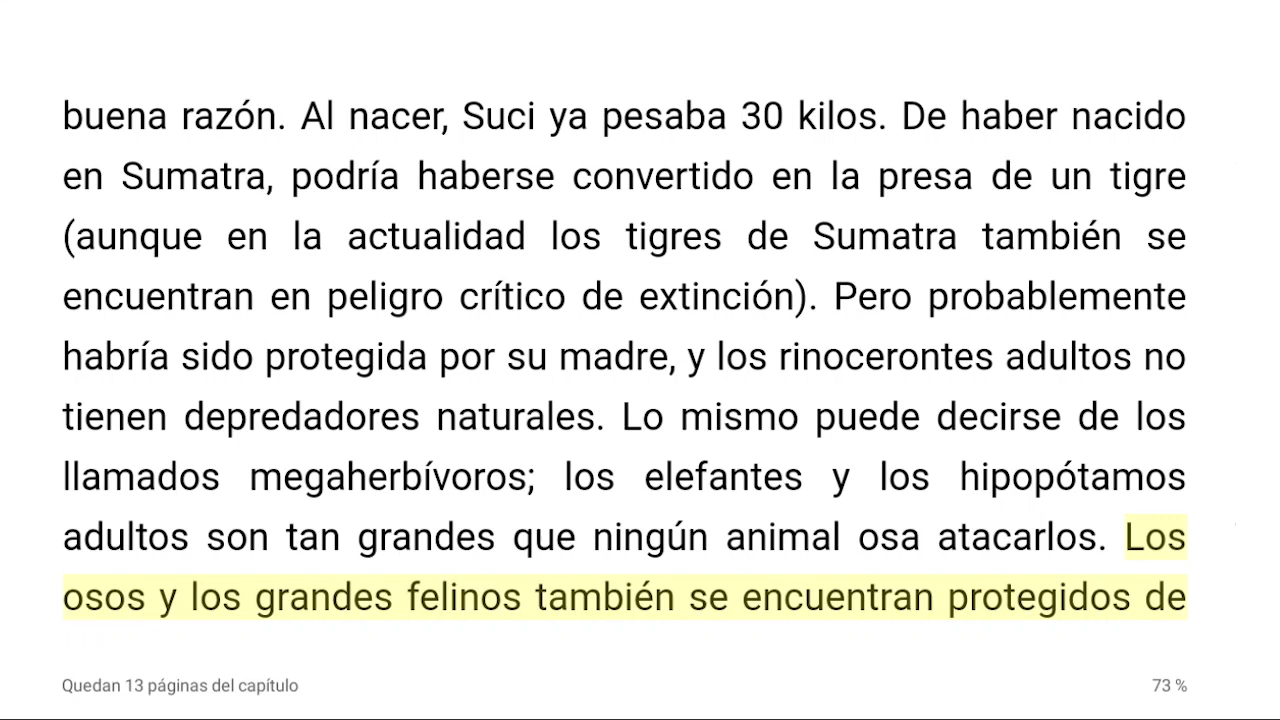 buena razón. Al nacer, Suci ya pesaba 30 kilos. De haber nacido
en Sumatra, podría haberse convertido en la presa de un tigre
(aunque en la actualidad los tigres de Sumatra también se
encuentran en peligro crítico de extinción). Pero probablemente
habría sido protegida por su madre, y los rinocerontes adultos no
tienen depredadores naturales. Lo mismo puede decirse de los
llamados megaherbívoros; los elefantes y los hipopótamos
adultos son tan grandes que ningún animal osa atacarlos. Los
osos y los grandes felinos también se encuentran protegidos de
Quedan 13 páginas del capítulo
73 %